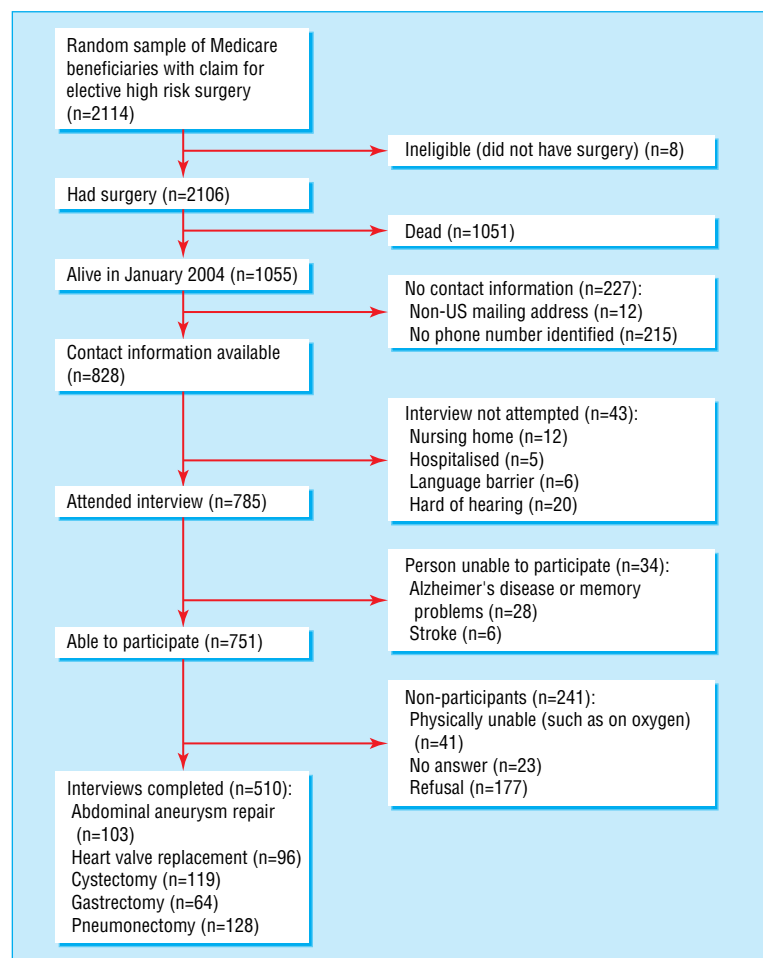 Random sample of Medicare
beneficiaries with claim for
elective high risk surgery
(n=2114)
Ineligible (did not have surgery) (n=8)
Had surgery (n=2106)
Dead (n=1051)
Alive in January 2004 (n=1055)
No contact information (n=227):
Non-US mailing address (n=12)
No phone number identified (n=215)
Contact information available
(n=828)
Interview not attempted (n=43):
Nursing home (n=12)
Hospitalised (n=5)
Language barrier (n=6)
Hard of hearing (n=20)
Attended interview (n=785)
Person unable to participate (n=34):
Alzheimer's disease or memory
problems (n=28)
Stroke (n=6)
Able to participate (n=751)
Non-participants (n=241):
Physically unable (such as on oxygen)
(n=41)
No answer (n=23)
Refusal (n=177)
Interviews completed (n=510):
Abdominal aneurysm repair
(n=103)
Heart valve replacement (n=96)
Cystectomy (n=119)
Gastrectomy (n=64)
Pneumonectomy (n=128)